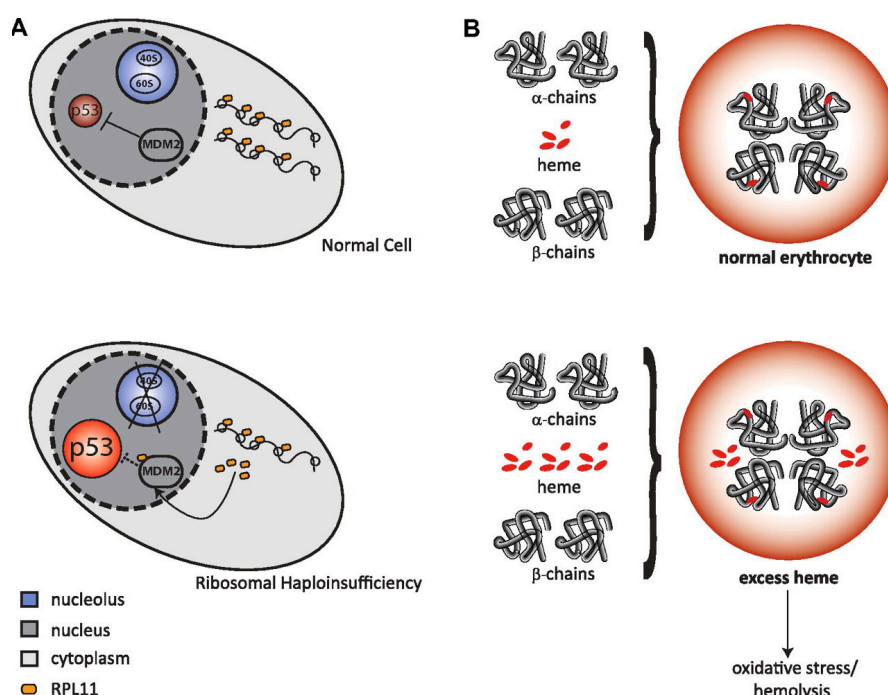 A
40S
60S
p53
MDM2
Normal Cell
40S
60S
p53
MDM2
Ribosomal Haploinsufficiency
nucleolus
nucleus
cytoplasm
RPL11
B
α-chains
heme
β-chains
normal erythrocyte
α-chains
heme
β-chains
excess heme
oxidative stress/
hemolysis